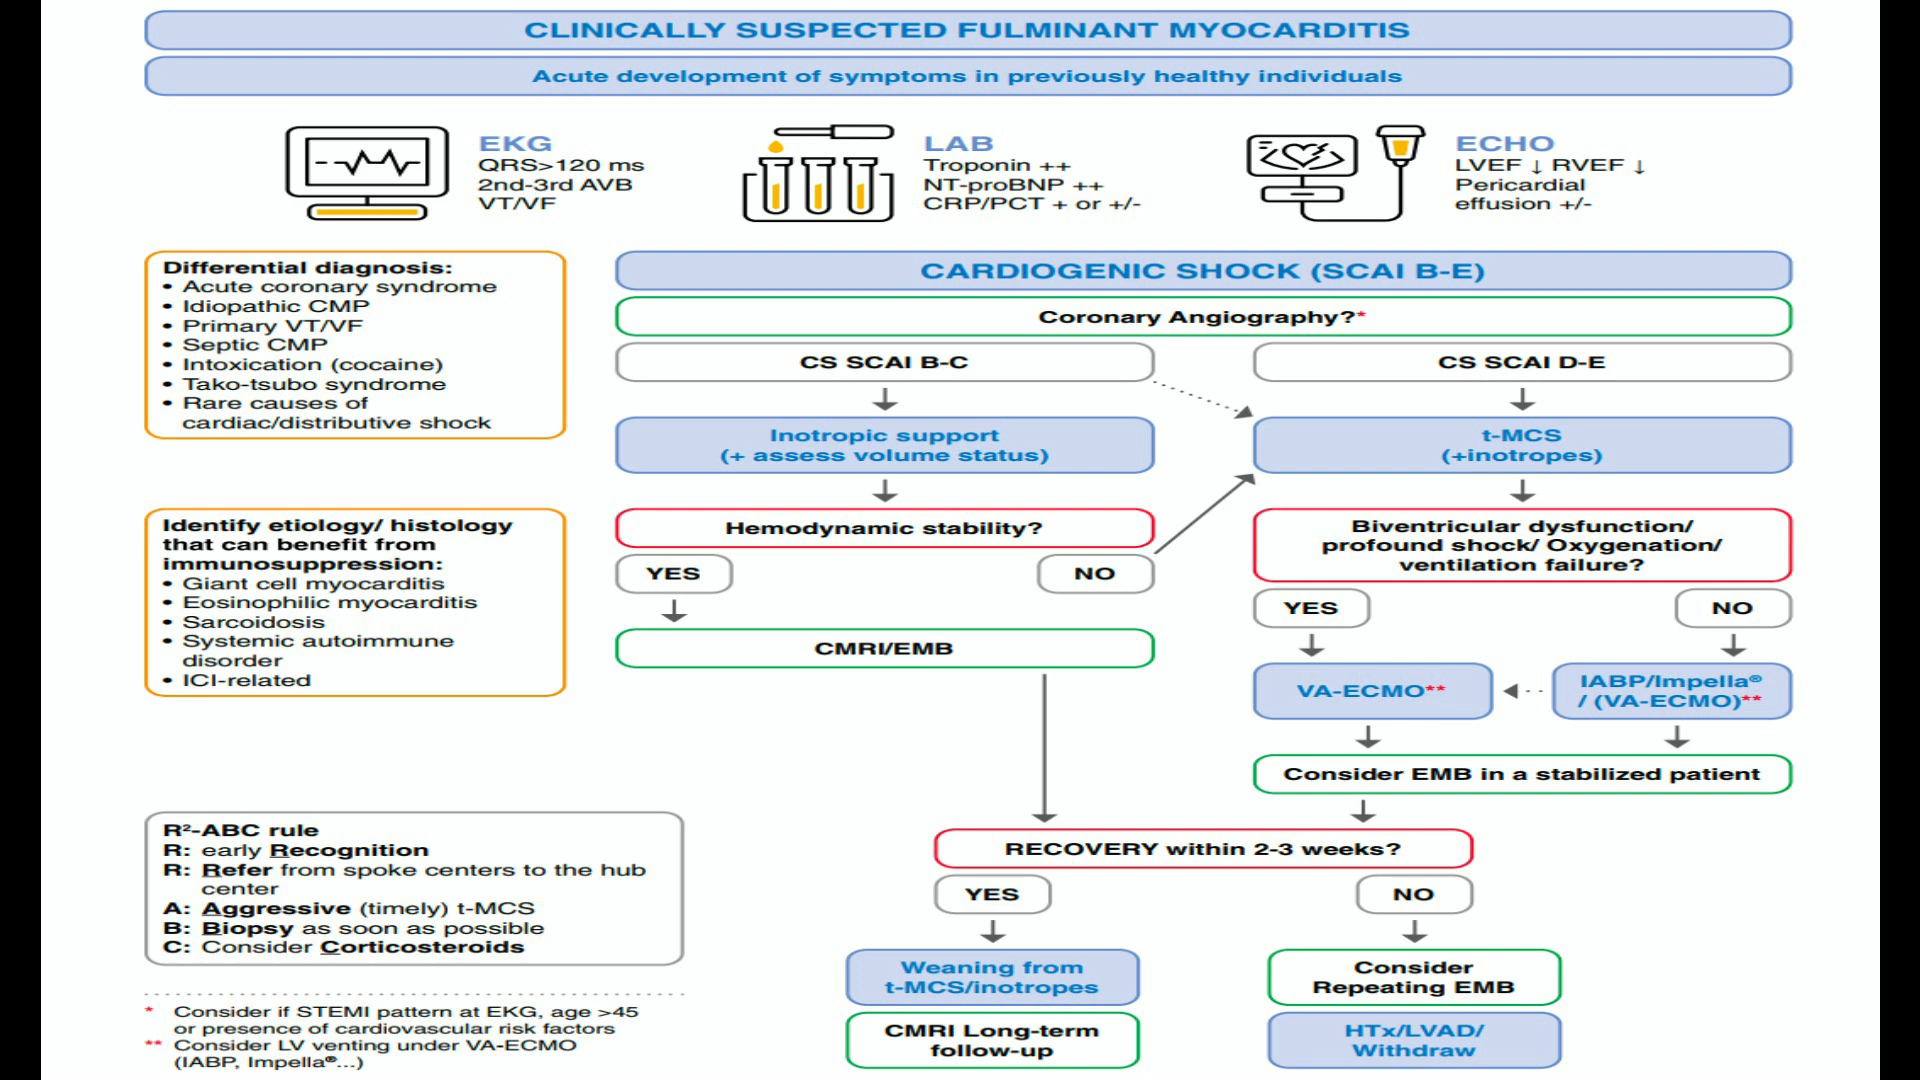 CLINICALLY SUSPECTED FULMINANT MYOCARDITIS
Acute development of symptoms in previously healthy individuals
EKG
QRS>120 ms
2nd-3rd AVB
VT/VF
LAB
Troponin ++
NT-proBNP ++
CRP/PCT + or +/-
ECHO
LVEF ↓ RVEF ↓
Pericardial
effusion +/-
Differential diagnosis:
• Acute coronary syndrome
• Idiopathic CMP
• Primary VT/VF
• Septic CMP
• Intoxication (cocaine)
• Tako-tsubo syndrome
• Rare causes of
cardiac/distributive shock
Identify etiology/ histology
that can benefit from
immunosuppression:
• Giant cell myocarditis
• Eosinophilic myocarditis
• Sarcoidosis
• Systemic autoimmune
disorder
• ICI-related
CARDIOGENIC SHOCK (SCAI B-E)
Coronary Angiography?*
CS SCAI B-C
CS SCAI D-E
Inotropic support
(+ assess volume status)
t-MCS
(+inotropes)
Hemodynamic stability?
YES
NO
CMRI/EMB
Biventricular dysfunction/
profound shock/ Oxygenation/
ventilation failure?
YES
NO
VA-ECMO**
IABP/Impella®
/ (VA-ECMO)**
Consider EMB in a stabilized patient
RECOVERY within 2-3 weeks?
YES
NO
Weaning from
t-MCS/inotropes
CMRI Long-term
follow-up
Consider
Repeating EMB
HTx/LVAD/
Withdraw
R²-ABC rule
R: early Recognition
R: Refer from spoke centers to the hub
center
A: Aggressive (timely) t-MCS
B: Biopsy as soon as possible
C: Consider Corticosteroids
* Consider if STEMI pattern at EKG, age >45
or presence of cardiovascular risk factors
** Consider LV venting under VA-ECMO
(IABP, Impella®...)